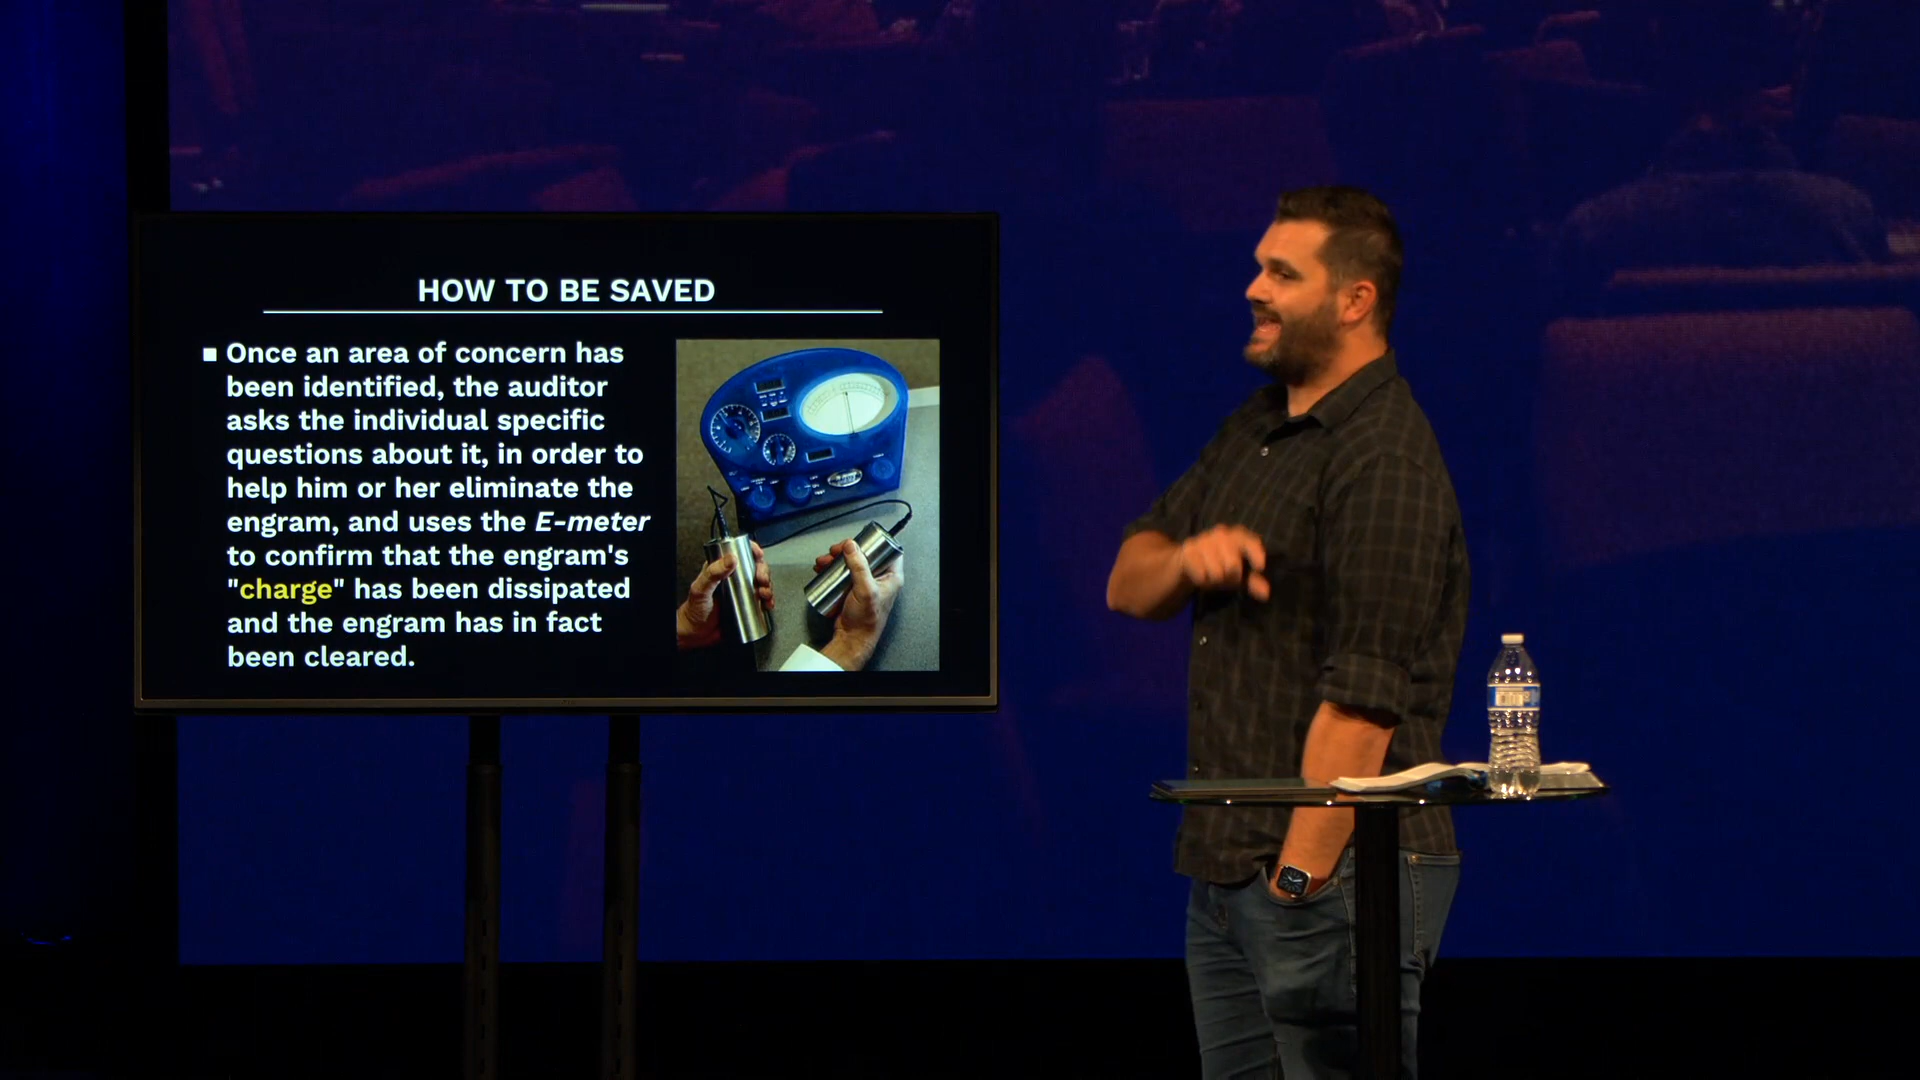 HOW TO BE SAVED
■ Once an area of concern has
been identified, the auditor
asks the individual specific
questions about it, in order to
help him or her eliminate the
engram, and uses the E-meter
to confirm that the engram's
"charge" has been dissipated
and the engram has in fact
been cleared.